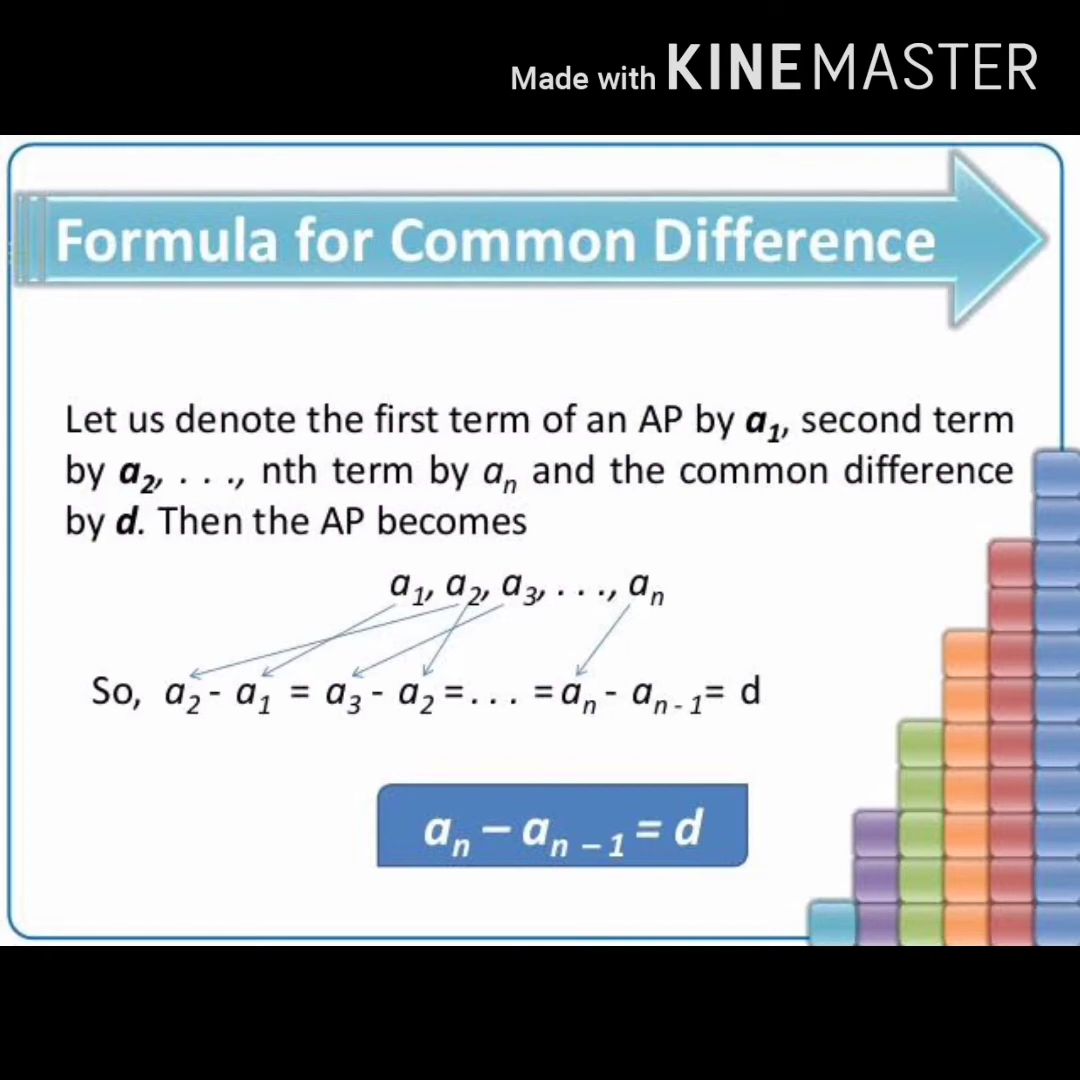 Made with KINEMASTER
Formula for Common Difference
Let us denote the first term of an AP by a₁, second term
by a₂, . . ., nth term by aₙ and the common difference
by d. Then the AP becomes
a₁, a₂, a₃, . . ., aₙ
So, a₂ - a₁ = a₃ - a₂ = . . . = aₙ - aₙ₋₁ = d
aₙ – aₙ₋₁ = d